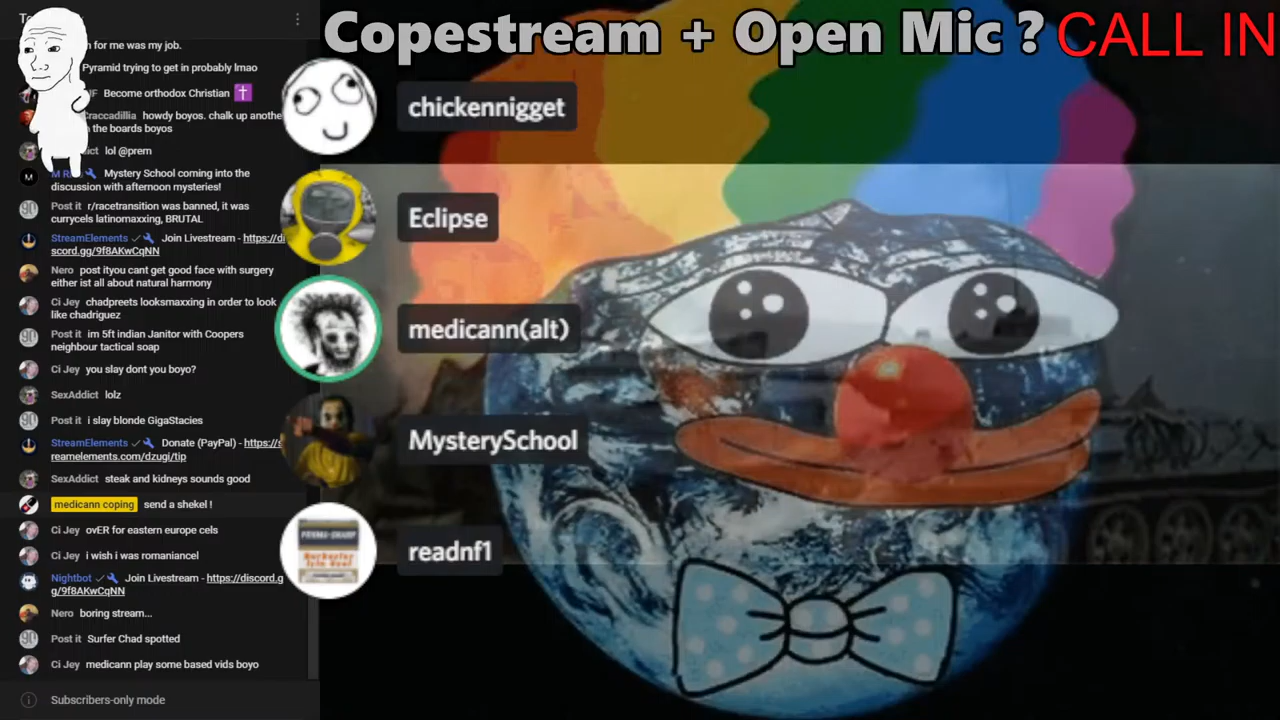 Copestream + Open Mic ? CALL IN
h for me was my job.
Pyramid trying to get in probably lmao
Become orthodox Christian
howdy boyos. chalk up anothe
the boards boyos
lol @prem
Mystery School coming into the
discussion with afternoon mysteries!
Post it r/racetransition was banned, it was
currycels latinomaxxing, BRUTAL
StreamElements Join Livestream - https://di
scord.gg/9f8AKwCqNN
Nero post ityou cant get good face with surgery
either ist all about natural harmony
Ci Jey chadpreets looksmaxxing in order to look
like chadriguez
Post it im 5ft indian Janitor with Coopers
neighbour tactical soap
Ci Jey you slay dont you boyo?
SexAddict lolz
Post it i slay blonde GigaStacies
StreamElements Donate (PayPal) - https://s
reamelements.com/dzugi/tip
SexAddict steak and kidneys sounds good
medicann coping send a shekel !
Ci Jey ovER for eastern europe cels
Ci Jey i wish i was romaniancel
Nightbot Join Livestream - https://discord.g
g/9f8AKwCqNN
Nero boring stream...
Post it Surfer Chad spotted
Ci Jey medicann play some based vids boyo
Subscribers-only mode
chickennigget
Eclipse
medicann(alt)
MysterySchool
readnf1